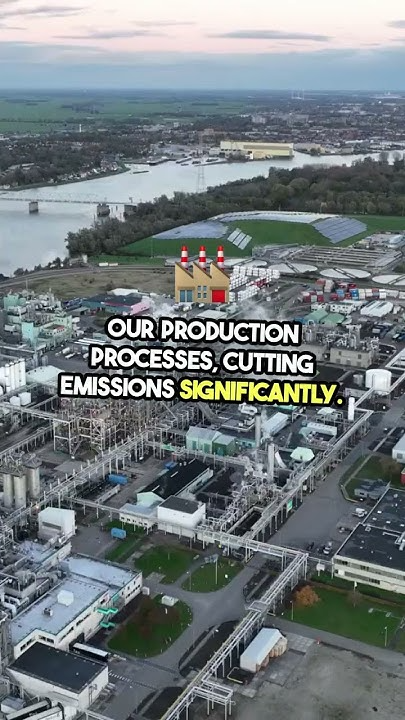 OUR PRODUCTION
PROCESSES, CUTTING
EMISSIONS SIGNIFICANTLY.